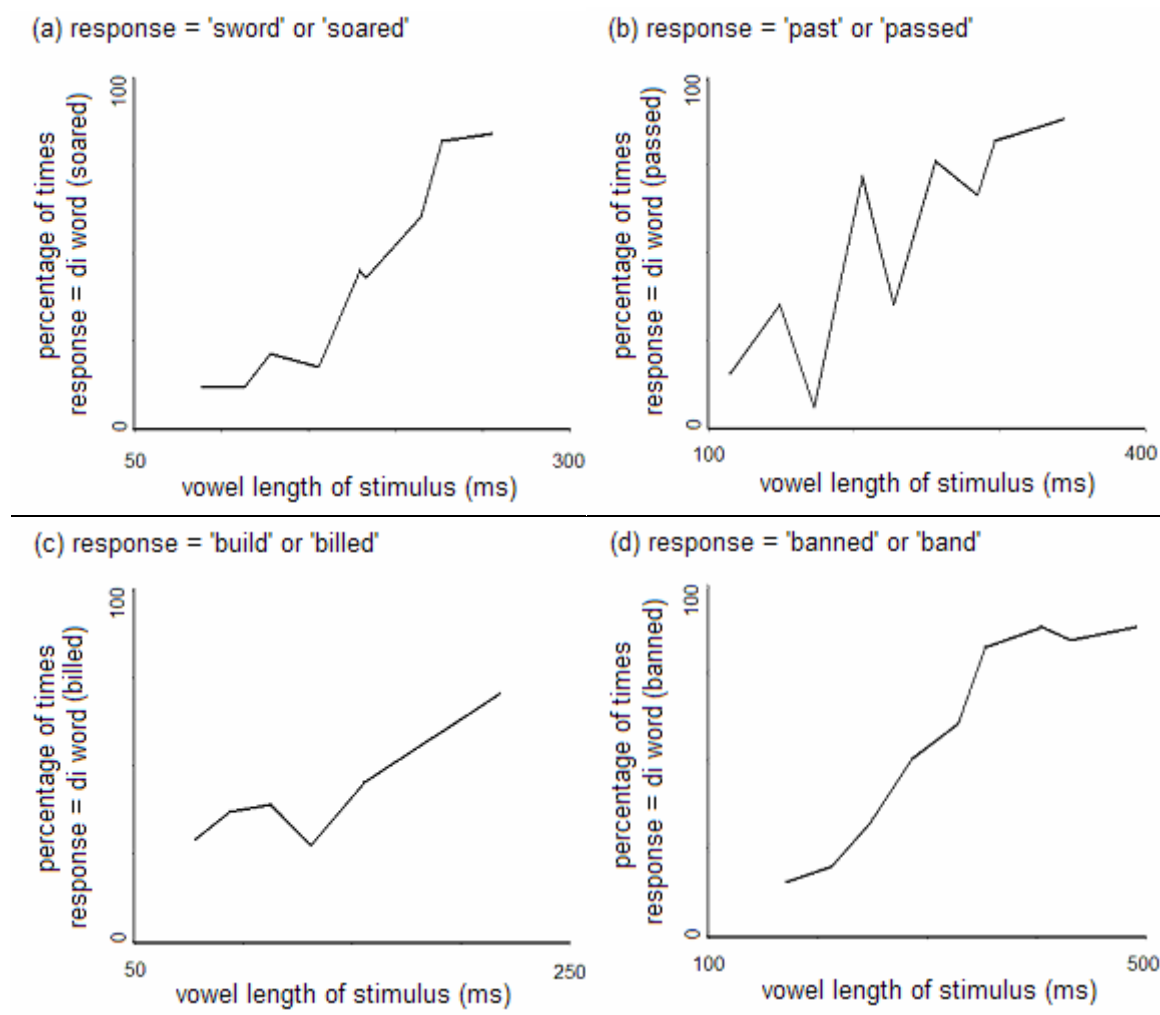 (a) response = 'sword' or 'soared'
percentage of times
response = di word (soared)
100
0
50
300
vowel length of stimulus (ms)
(b) response = 'past' or 'passed'
percentage of times
response = di word (passed)
100
0
100
400
vowel length of stimulus (ms)
(c) response = 'build' or 'billed'
percentage of times
response = di word (billed)
100
0
50
250
vowel length of stimulus (ms)
(d) response = 'banned' or 'band'
percentage of times
response = di word (banned)
100
0
100
500
vowel length of stimulus (ms)